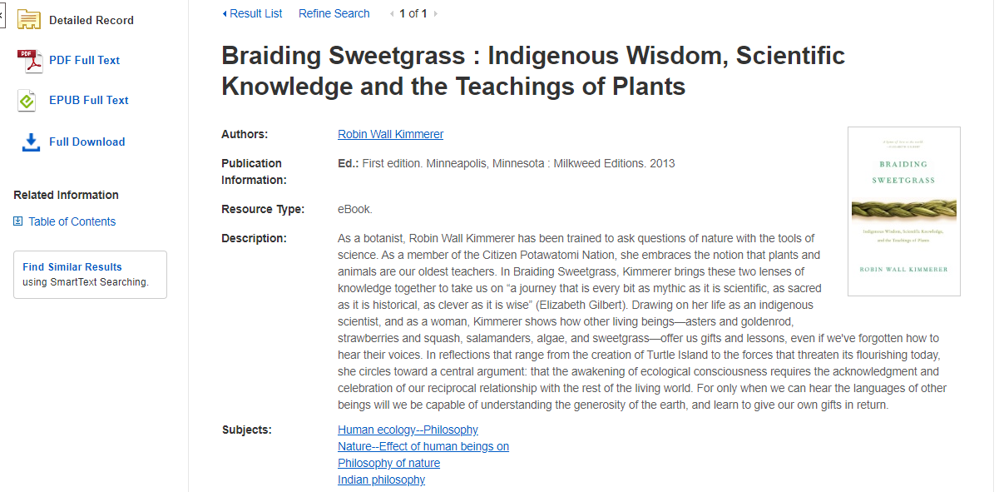 Detailed Record
PDF Full Text
EPUB Full Text
Full Download
Related Information
Table of Contents
Find Similar Results
using SmartText Searching.
Result List Refine Search 1 of 1
Braiding Sweetgrass : Indigenous Wisdom, Scientific
Knowledge and the Teachings of Plants
Authors: Robin Wall Kimmerer
Publication Information: Ed.: First edition. Minneapolis, Minnesota : Milkweed Editions. 2013
Resource Type: eBook.
Description: As a botanist, Robin Wall Kimmerer has been trained to ask questions of nature with the tools of
science. As a member of the Citizen Potawatomi Nation, she embraces the notion that plants and
animals are our oldest teachers. In Braiding Sweetgrass, Kimmerer brings these two lenses of
knowledge together to take us on “a journey that is every bit as mythic as it is scientific, as sacred
as it is historical, as clever as it is wise” (Elizabeth Gilbert). Drawing on her life as an indigenous
scientist, and as a woman, Kimmerer shows how other living beings—asters and goldenrod,
strawberries and squash, salamanders, algae, and sweetgrass—offer us gifts and lessons, even if we've forgotten how to
hear their voices. In reflections that range from the creation of Turtle Island to the forces that threaten its flourishing today,
she circles toward a central argument: that the awakening of ecological consciousness requires the acknowledgment and
celebration of our reciprocal relationship with the rest of the living world. For only when we can hear the languages of other
beings will we be capable of understanding the generosity of the earth, and learn to give our own gifts in return.
Subjects: Human ecology--Philosophy
Nature--Effect of human beings on
Philosophy of nature
Indian philosophy
BRAIDING
SWEETGRASS
Indigenous Wisdom, Scientific Knowledge,
and the Teachings of Plants
ROBIN WALL KIMMERER